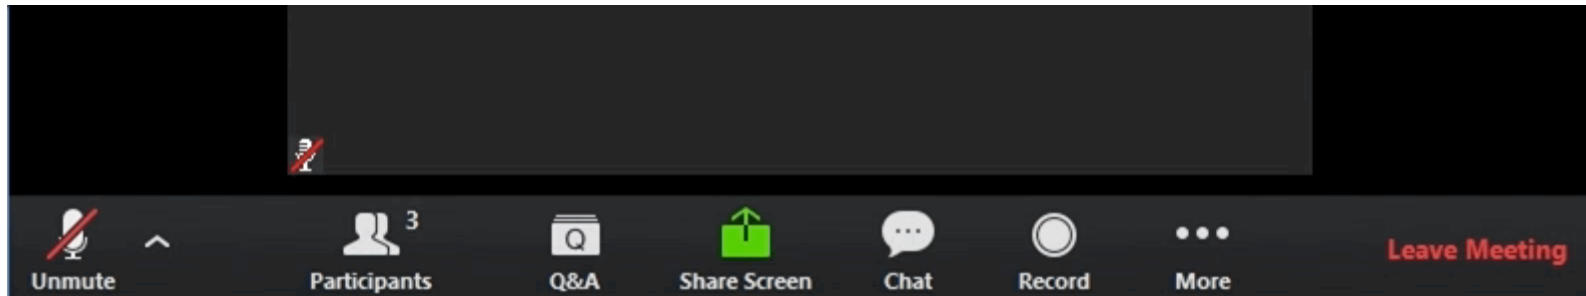 3
Q
Unmute
Participants
Q&A
Share Screen
Chat
Record
More
Leave Meeting